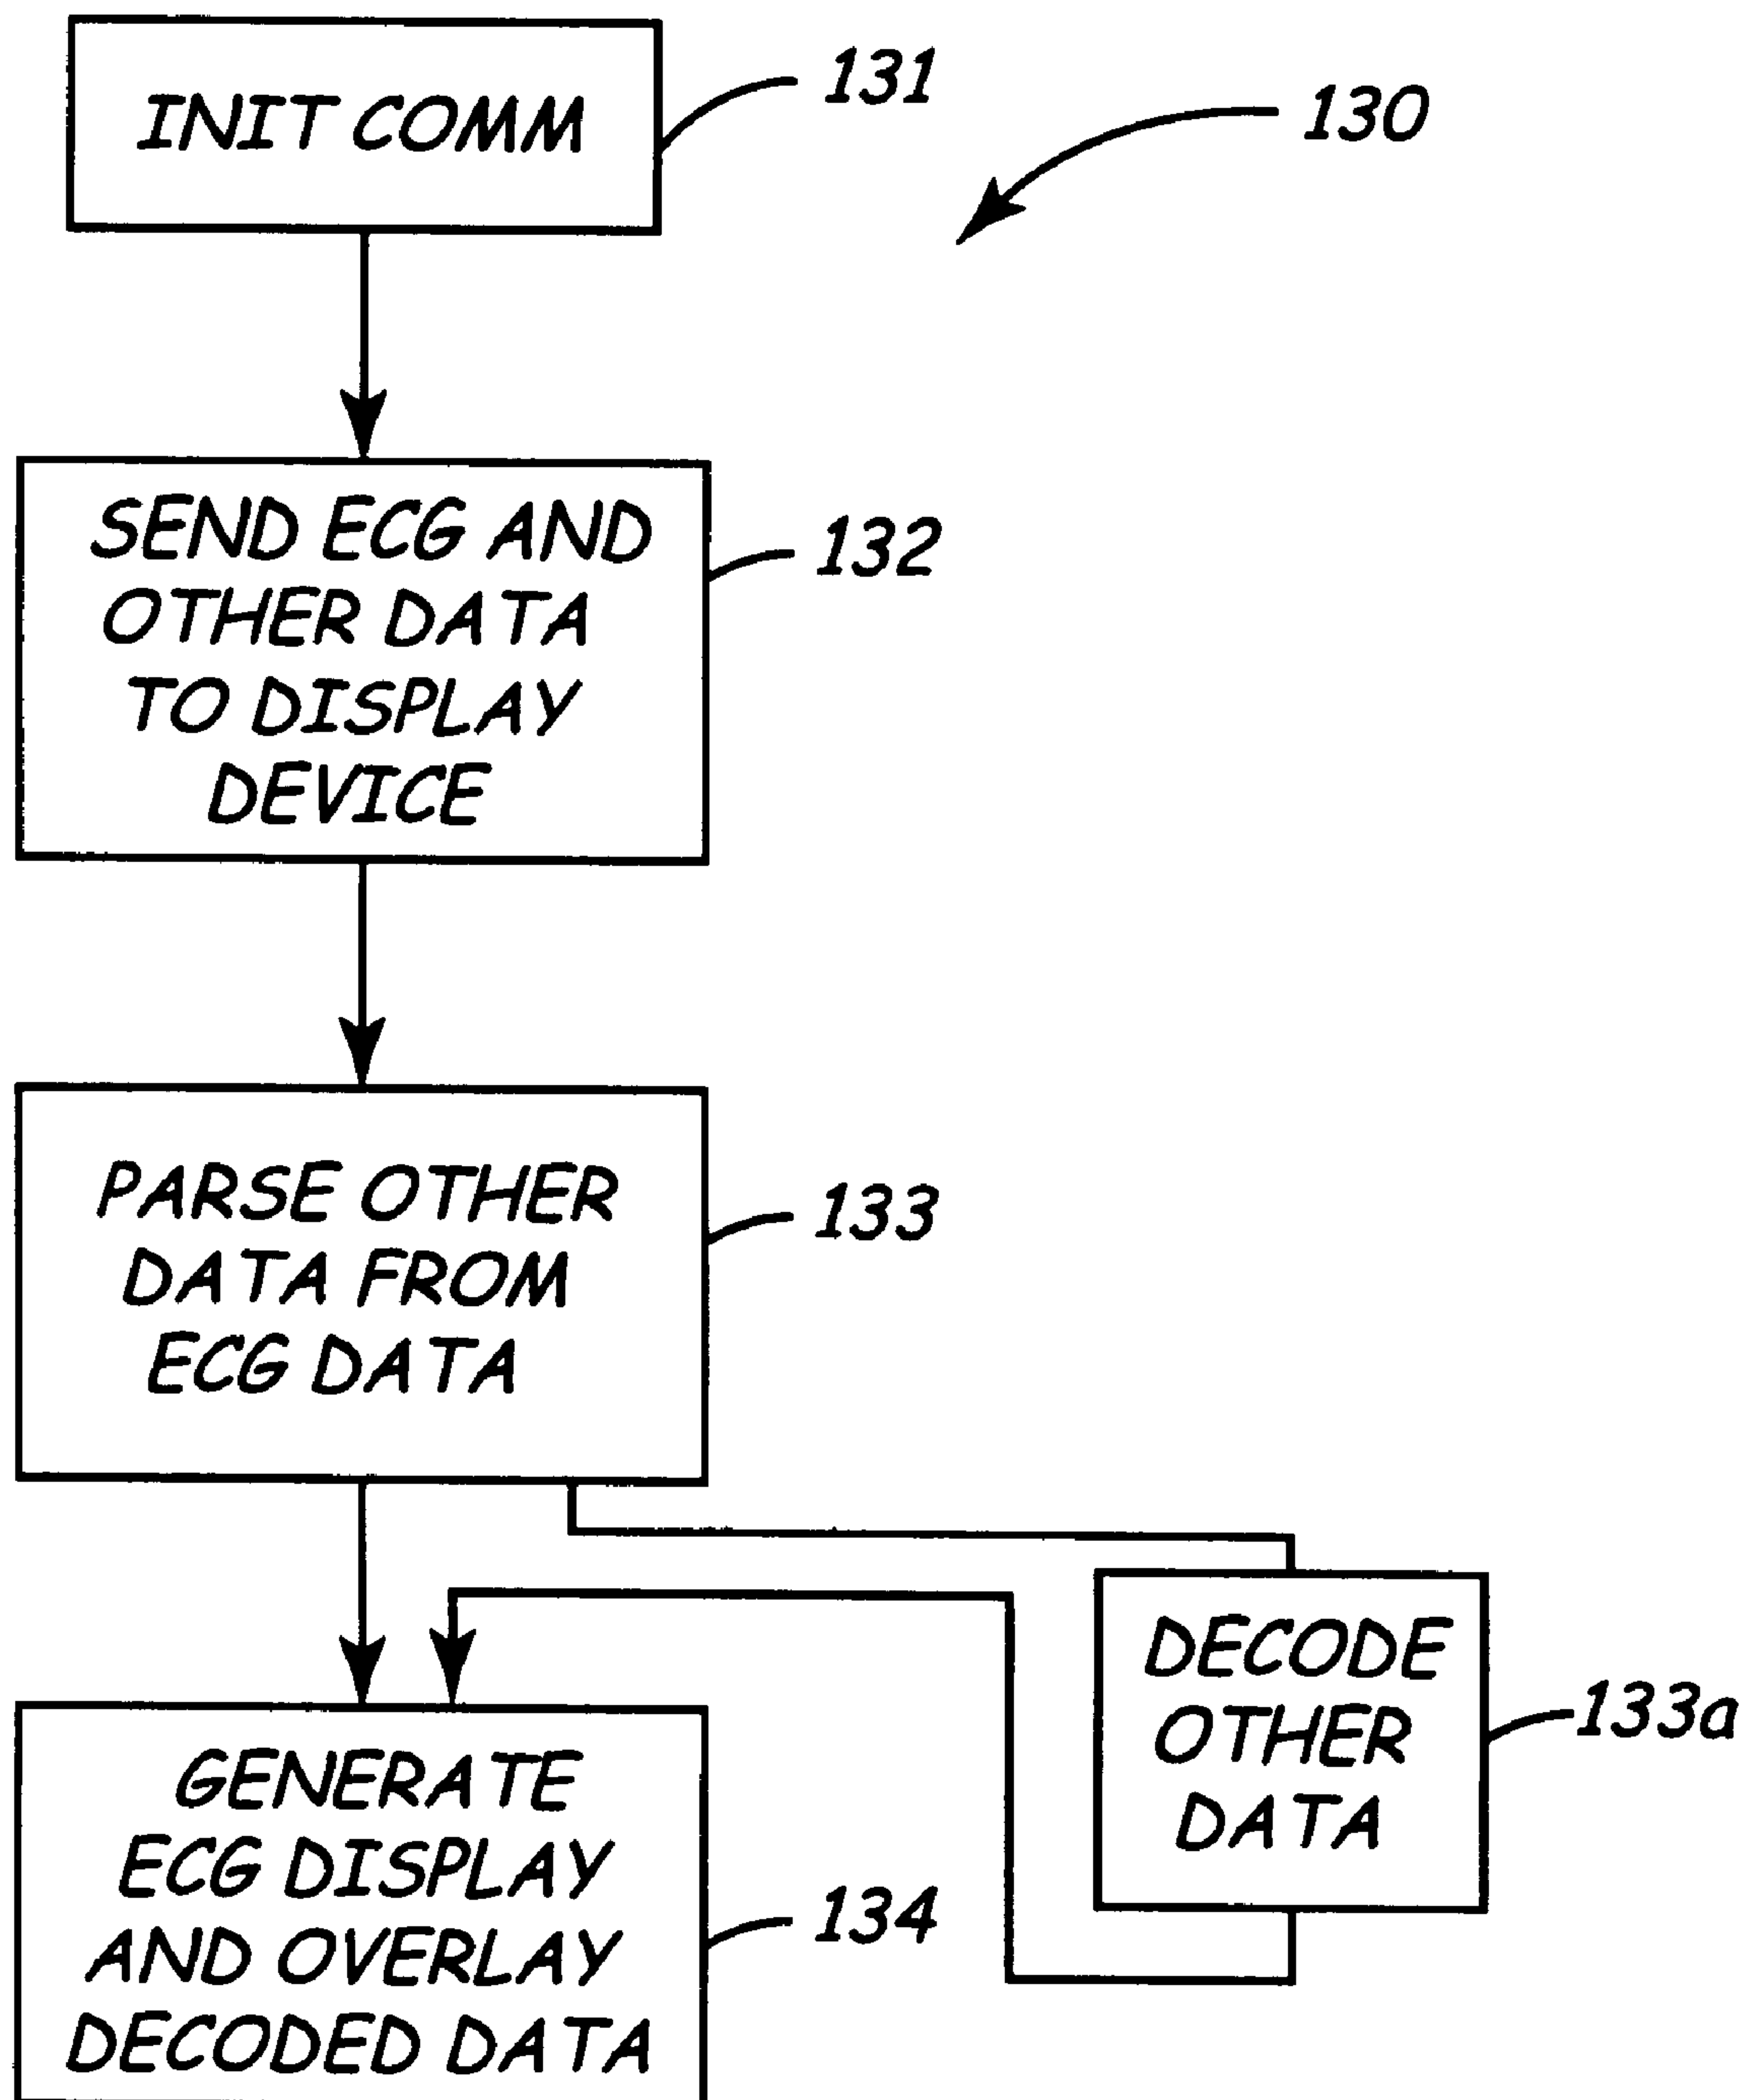 INIT COMM
131
130
SEND ECG AND
OTHER DATA
TO DISPLAY
DEVICE
132
PARSE OTHER
DATA FROM
ECG DATA
133
DECODE
OTHER
DATA
133a
GENERATE
ECG DISPLAY
AND OVERLAY
DECODED DATA
134